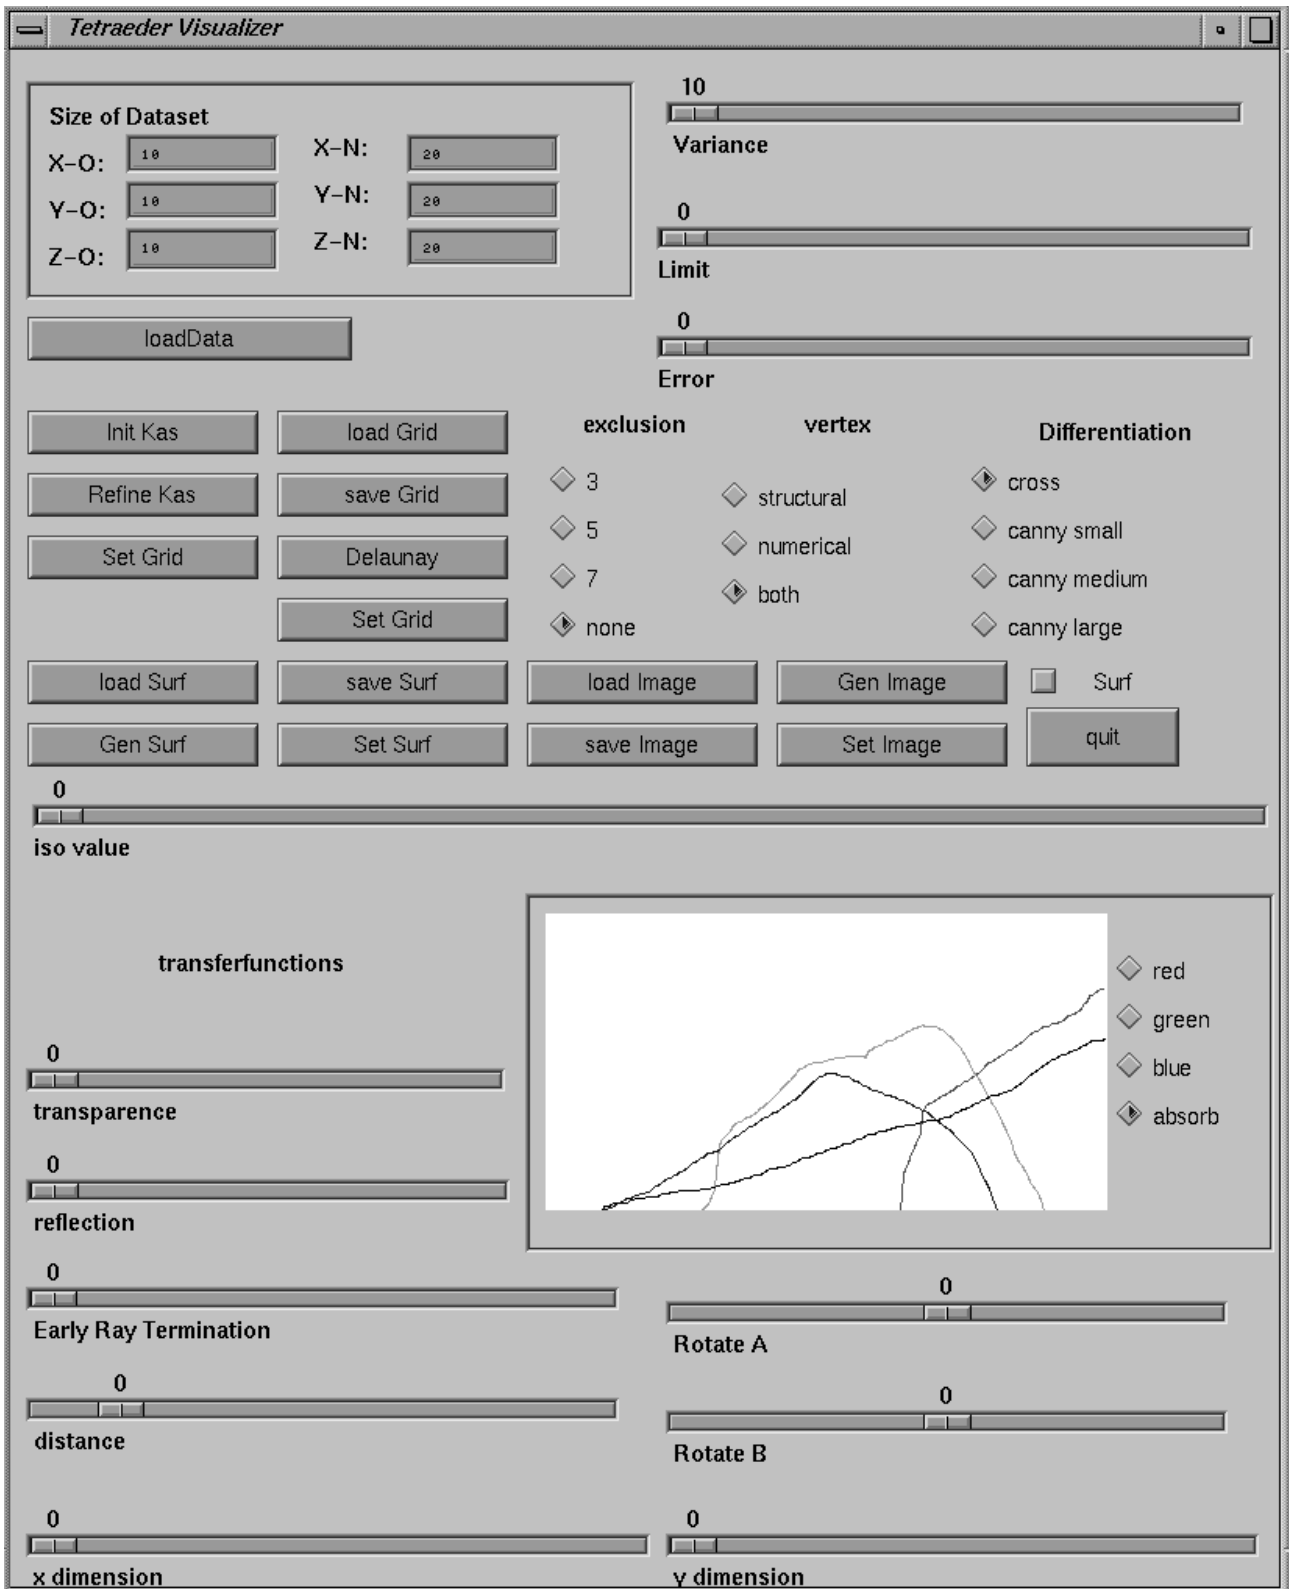 Tetraeder Visualizer
Size of Dataset
X-O: 10 X-N: 20
Y-O: 10 Y-N: 20
Z-O: 10 Z-N: 20
10
Variance
0
Limit
0
Error
loadData
Init Kas load Grid
Refine Kas save Grid
Set Grid Delaunay
Set Grid
exclusion
3
5
7
none
vertex
structural
numerical
both
Differentiation
cross
canny small
canny medium
canny large
load Surf save Surf load Image Gen Image Surf
Gen Surf Set Surf save Image Set Image quit
0
iso value
transferfunctions
0
transparence
0
reflection
red
green
blue
absorb
0
Early Ray Termination
0
Rotate A
0
distance
0
Rotate B
0
x dimension
0
y dimension